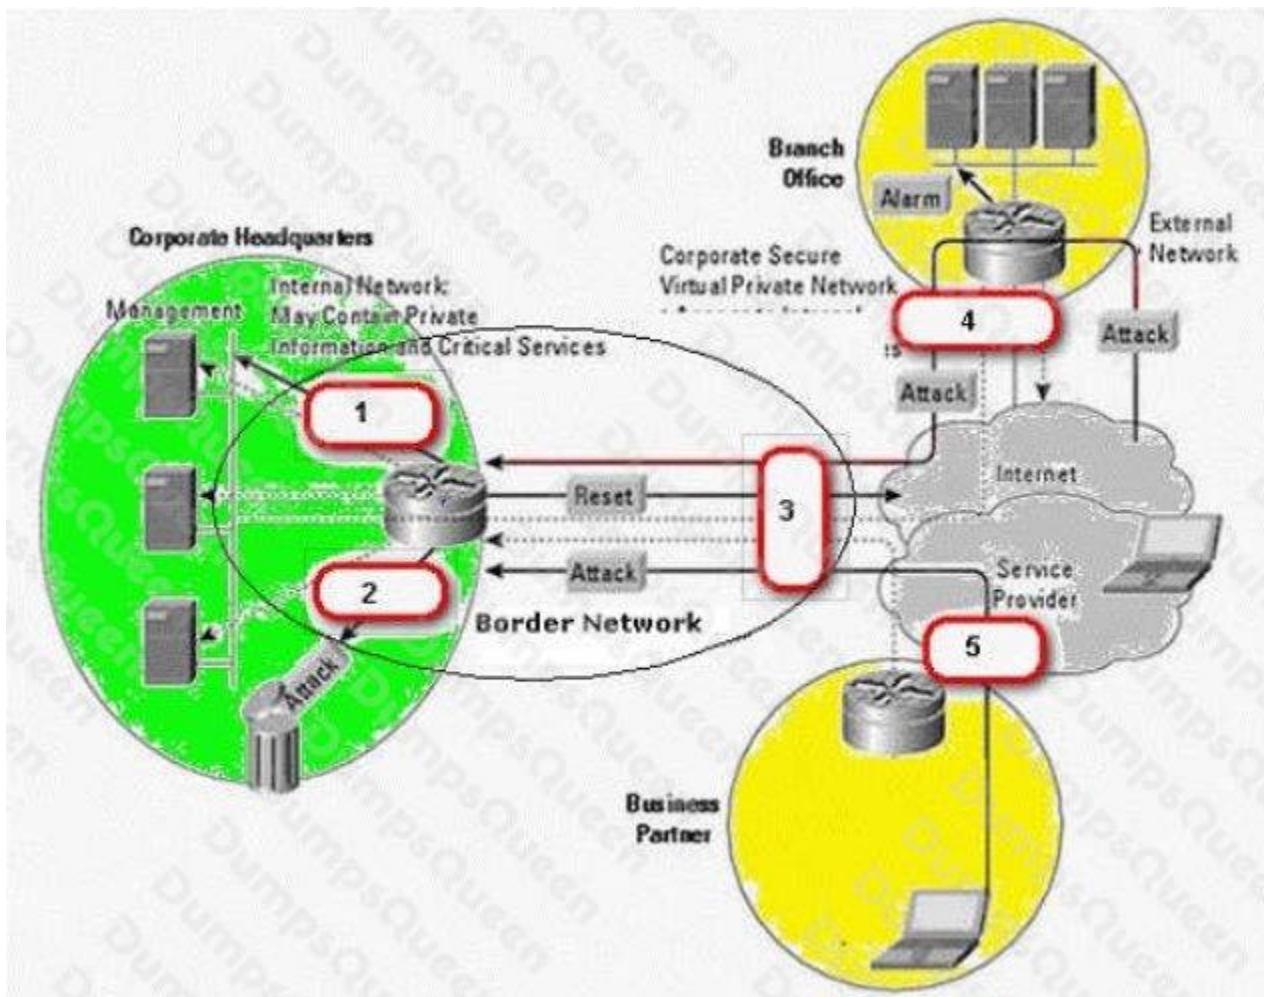 Branch
Office
Alarm
External
Network
Corporate Headquarters
Corporate Secure
Virtual Private Network
Internal Network:
May Contain Private
Information and Critical Services
Management
4
Attack
Attack
1
Internet
Reset
3
Attack
Service
Provider
2
Border Network
5
Attack
Business
Partner
DumpsQueen